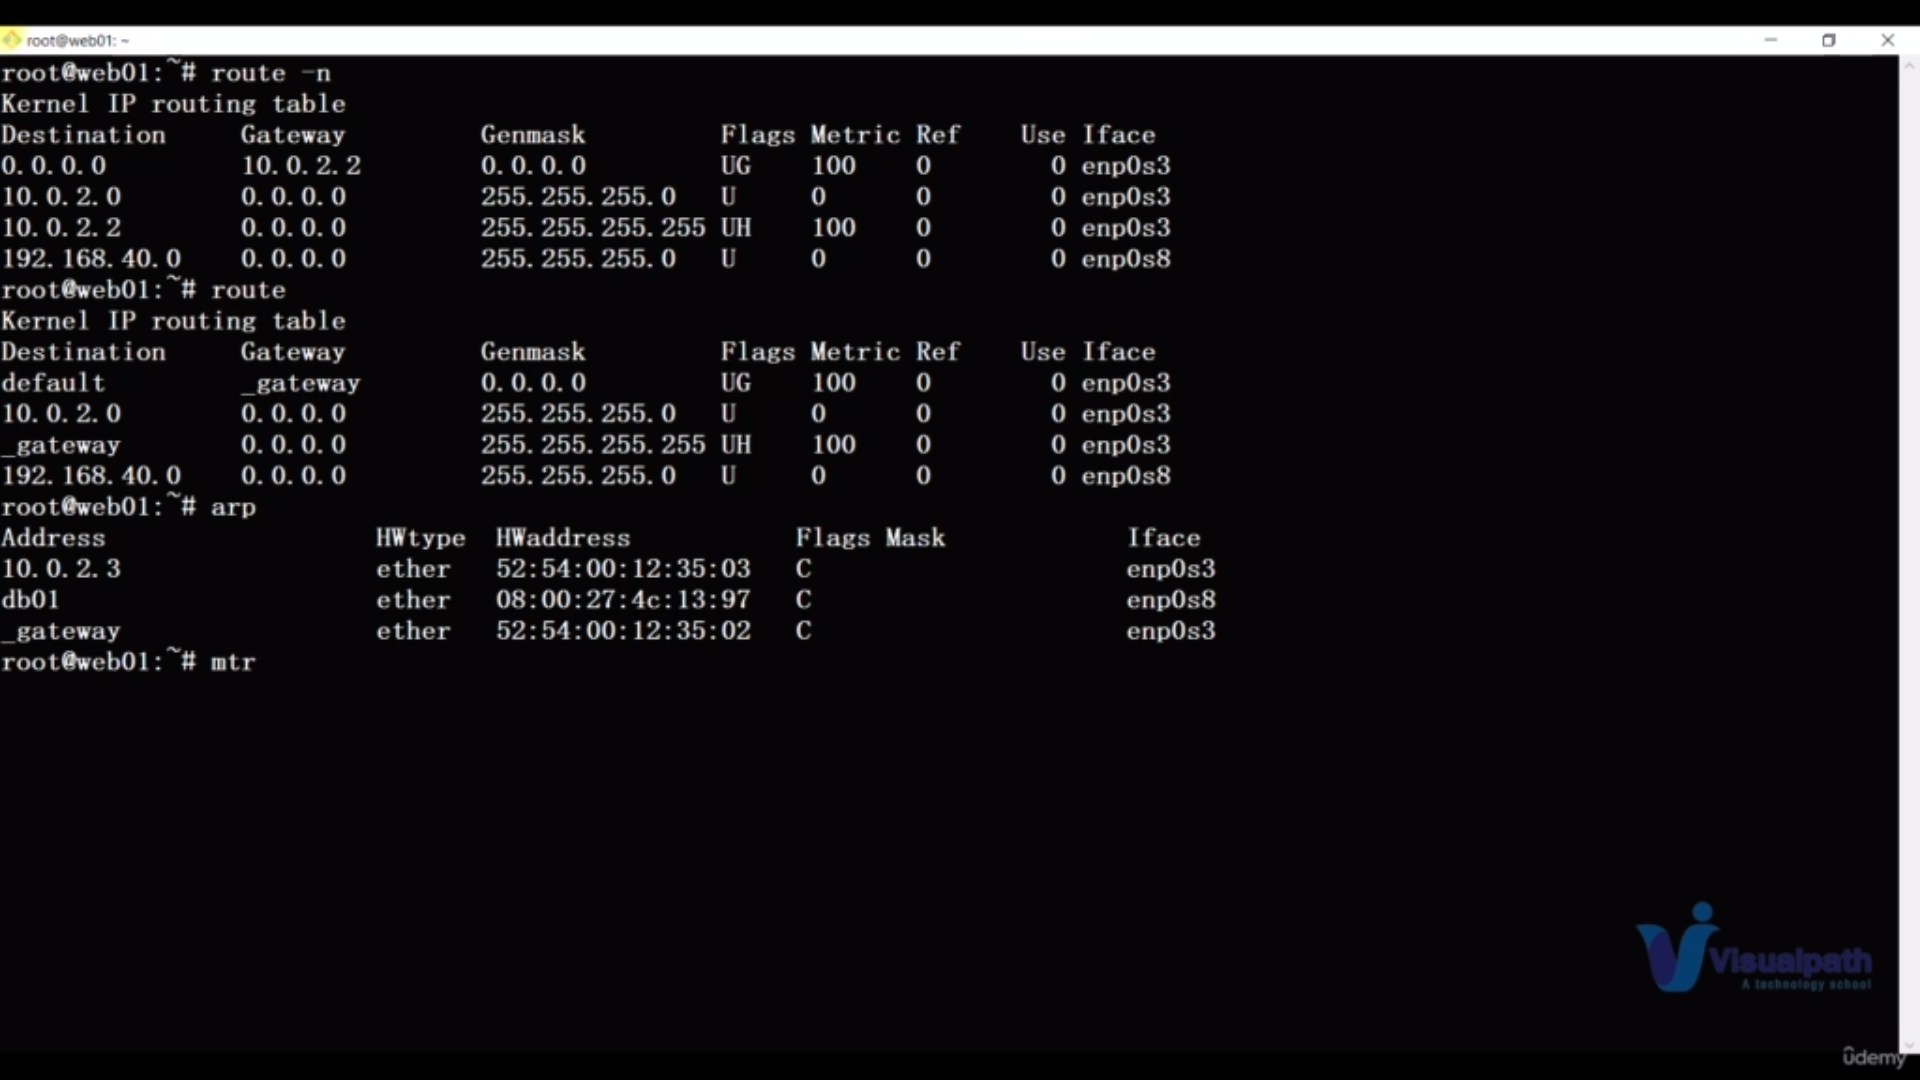 root@web01: ~
root@web01:~# route -n
Kernel IP routing table
Destination     Gateway         Genmask         Flags Metric Ref    Use Iface
0.0.0.0         10.0.2.2        0.0.0.0         UG    100    0        0 enp0s3
10.0.2.0        0.0.0.0         255.255.255.0   U     0      0        0 enp0s3
10.0.2.2        0.0.0.0         255.255.255.255 UH    100    0        0 enp0s3
192.168.40.0    0.0.0.0         255.255.255.0   U     0      0        0 enp0s8
root@web01:~# route
Kernel IP routing table
Destination     Gateway         Genmask         Flags Metric Ref    Use Iface
default         _gateway        0.0.0.0         UG    100    0        0 enp0s3
10.0.2.0        0.0.0.0         255.255.255.0   U     0      0        0 enp0s3
_gateway        0.0.0.0         255.255.255.255 UH    100    0        0 enp0s3
192.168.40.0    0.0.0.0         255.255.255.0   U     0      0        0 enp0s8
root@web01:~# arp
Address                  HWtype  HWaddress           Flags Mask            Iface
10.0.2.3                 ether   52:54:00:12:35:03   C                     enp0s3
db01                     ether   08:00:27:4c:13:97   C                     enp0s8
_gateway                 ether   52:54:00:12:35:02   C                     enp0s3
root@web01:~# mtr
Visualpath
A technology school
ûdemy